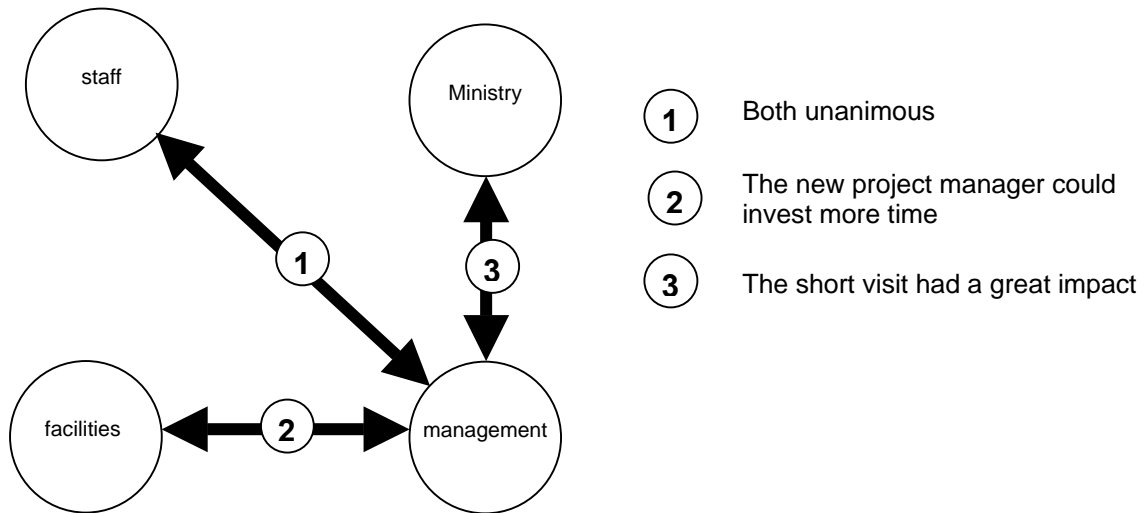 staff
Ministry
1
Both unanimous
2
The new project manager could
invest more time
1
3
3
The short visit had a great impact
facilities
2
management